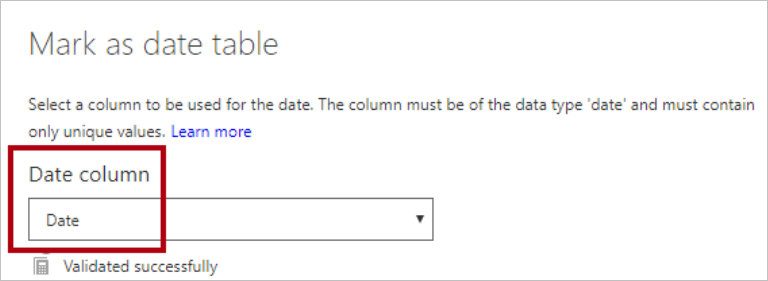 Mark as date table
Select a column to be used for the date. The column must be of the data type 'date' and must contain
only unique values. Learn more
Date column
Date
Validated successfully